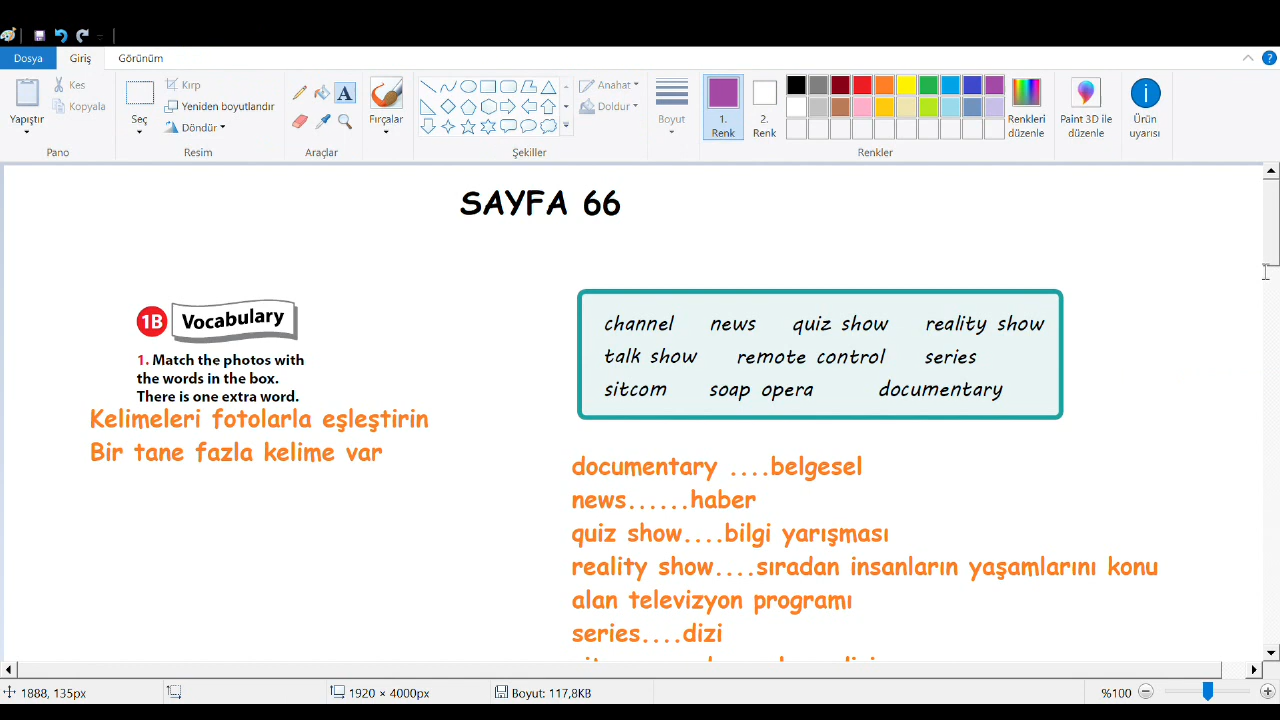 Dosya Giriş Görünüm
Yapıştır
Kes
Kopyala
Pano
Seç
Kırp
Yeniden boyutlandır
Döndür
Resim
A
Araçlar
Fırçalar
Anahat
Doldur
Şekiller
Boyut
1. Renk
2. Renk
Renkleri düzenle
Renkler
Paint 3D ile düzenle
Ürün uyarısı
SAYFA 66
1B Vocabulary
1. Match the photos with
the words in the box.
There is one extra word.
Kelimeleri fotolarla eşleştirin
Bir tane fazla kelime var
channel news quiz show reality show
talk show remote control series
sitcom soap opera documentary
documentary ....belgesel
news......haber
quiz show....bilgi yarışması
reality show....sıradan insanların yaşamlarını konu
alan televizyon programı
series....dizi
1888, 135px
1920 × 4000px
Boyut: 117,8KB
%100